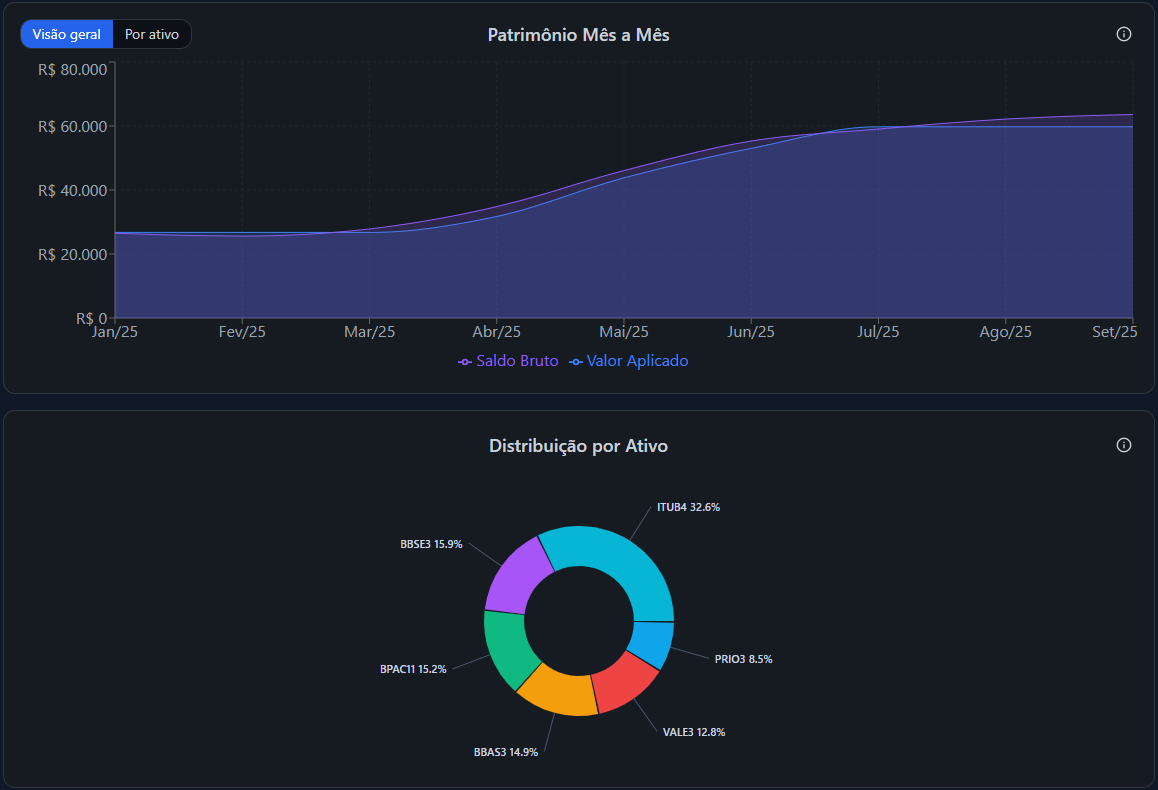 Visão geral Por ativo
Patrimônio Mês a Mês
R$ 80.000
R$ 60.000
R$ 40.000
R$ 20.000
R$ 0
Jan/25 Fev/25 Mar/25 Abr/25 Mai/25 Jun/25 Jul/25 Ago/25 Set/25
Saldo Bruto Valor Aplicado
Distribuição por Ativo
ITUB4 32.6%
BBSE3 15.9%
PRIO3 8.5%
BPAC11 15.2%
VALE3 12.8%
BBAS3 14.9%